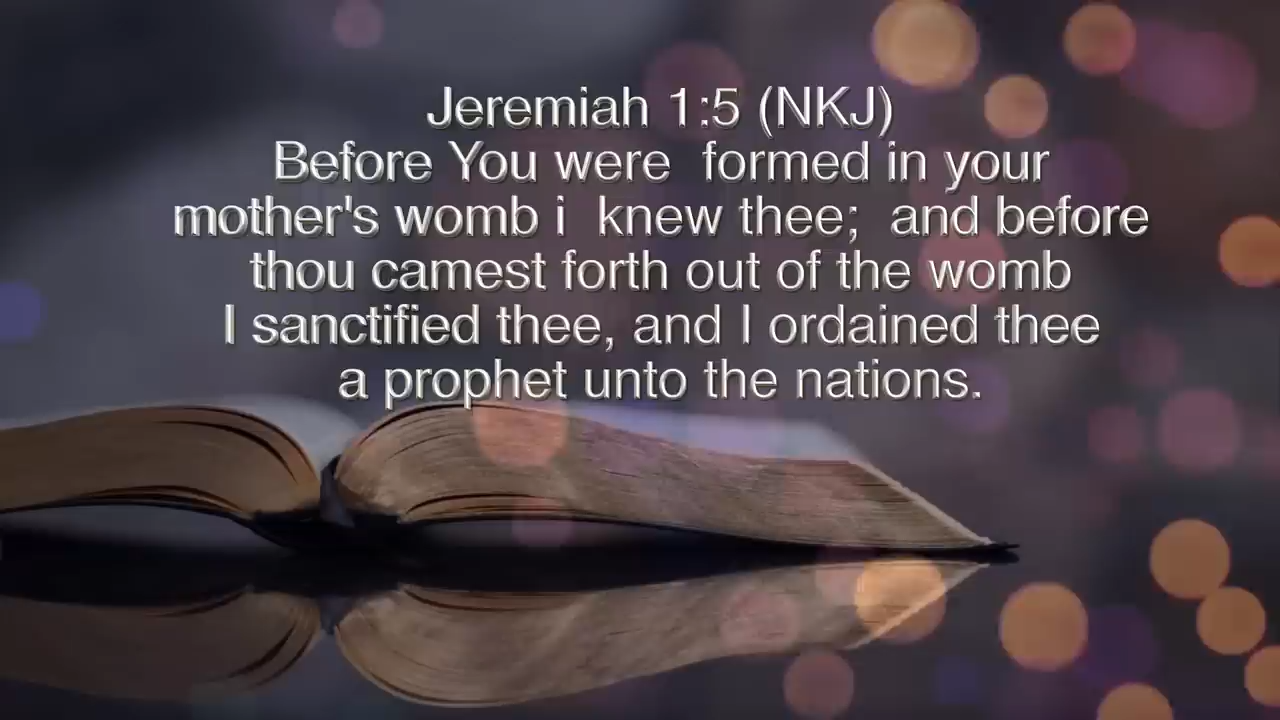 Jeremiah 1:5 (NKJ)
Before You were  formed in your
mother's womb i  knew thee;  and before
thou camest forth out of the womb
I sanctified thee, and I ordained thee
a prophet unto the nations.